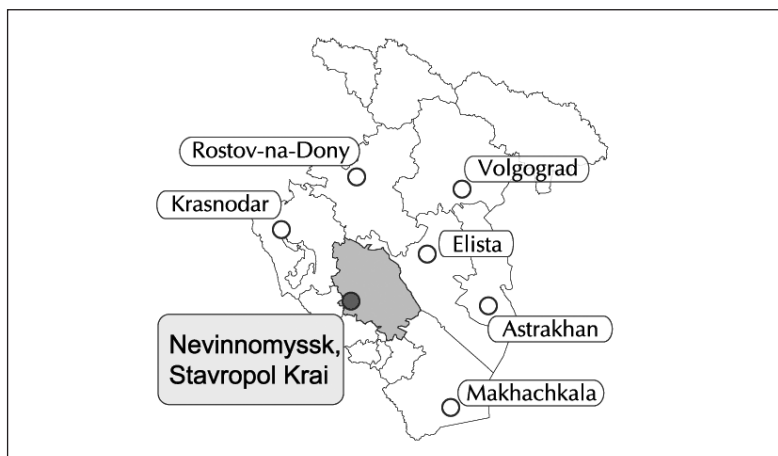 Rostov-na-Dony
Volgograd
Krasnodar
Elista
Nevinnomyssk,
Stavropol Krai
Astrakhan
Makhachkala